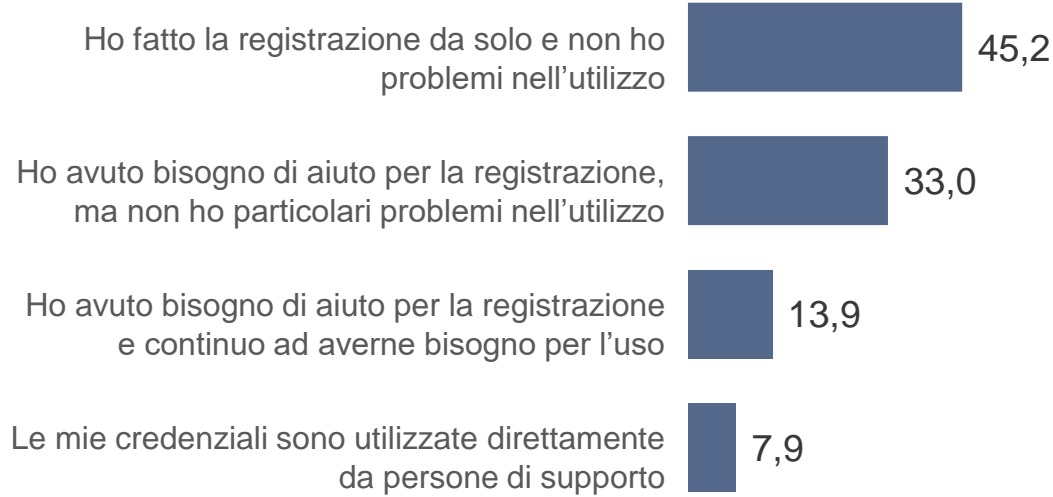 Ho fatto la registrazione da solo e non ho
problemi nell’utilizzo
45,2
Ho avuto bisogno di aiuto per la registrazione,
ma non ho particolari problemi nell’utilizzo
33,0
Ho avuto bisogno di aiuto per la registrazione
e continuo ad averne bisogno per l’uso
13,9
Le mie credenziali sono utilizzate direttamente
da persone di supporto
7,9